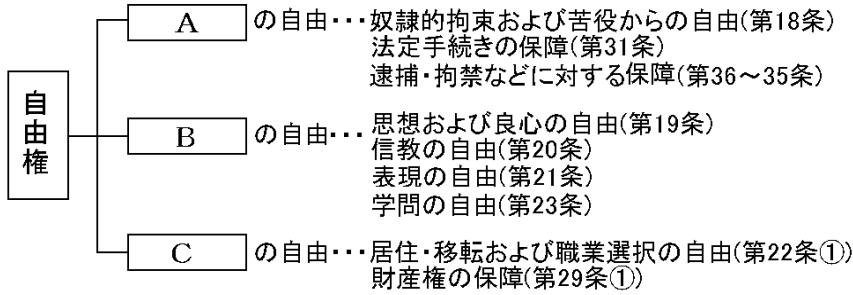 A の自由・・・奴隷的拘束および苦役からの自由(第18条)
法定手続きの保障(第31条)
逮捕・拘禁などに対する保障(第36～35条)
自由権
B の自由・・・思想および良心の自由(第19条)
信教の自由(第20条)
表現の自由(第21条)
学問の自由(第23条)
C の自由・・・居住・移転および職業選択の自由(第22条①)
財産権の保障(第29条①)